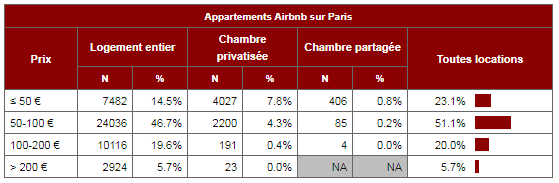 Appartements Airbnb sur Paris
Prix Logement entier Chambre privatisée Chambre partagée Toutes locations
N % N % N %
≤ 50 € 7482 14.5% 4027 7.8% 406 0.8% 23.1%
50-100 € 24036 46.7% 2200 4.3% 85 0.2% 51.1%
100-200 € 10116 19.6% 191 0.4% 4 0.0% 20.0%
> 200 € 2924 5.7% 23 0.0% NA NA 5.7%